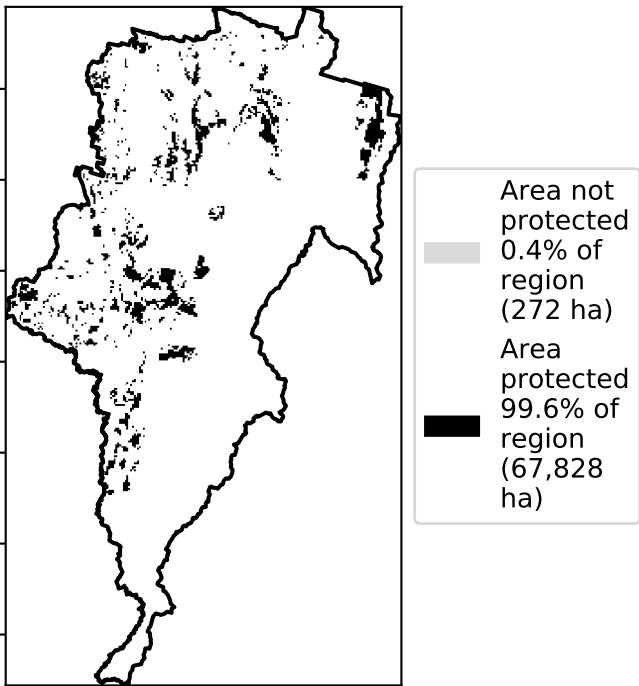 Area not
protected
0.4% of
region
(272 ha)
Area
protected
99.6% of
region
(67,828
ha)